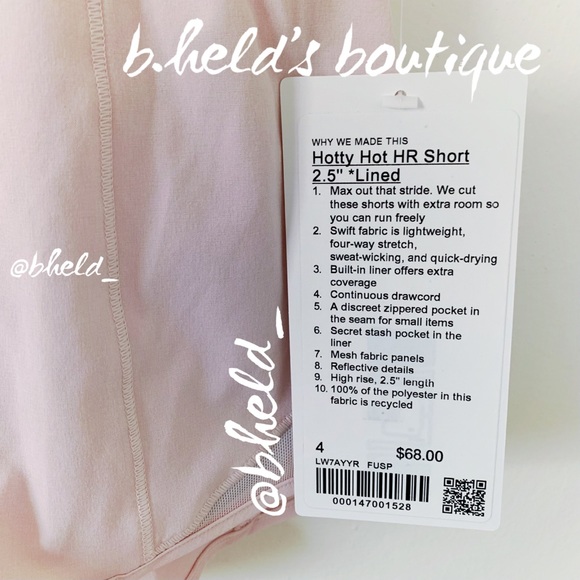 b.held's boutique
WHY WE MADE THIS
Hotty Hot HR Short
2.5" *Lined
1. Max out that stride. We cut
these shorts with extra room so
you can run freely
2. Swift fabric is lightweight,
four-way stretch,
sweat-wicking, and quick-drying
3. Built-in liner offers extra
coverage
4. Continuous drawcord
5. A discreet zippered pocket in
the seam for small items
6. Secret stash pocket in the
liner
7. Mesh fabric panels
8. Reflective details
9. High rise, 2.5" length
10. 100% of the polyester in this
fabric is recycled
4 $68.00
LW7AYYR FUSP
000147001528
@bheld_
@bheld_